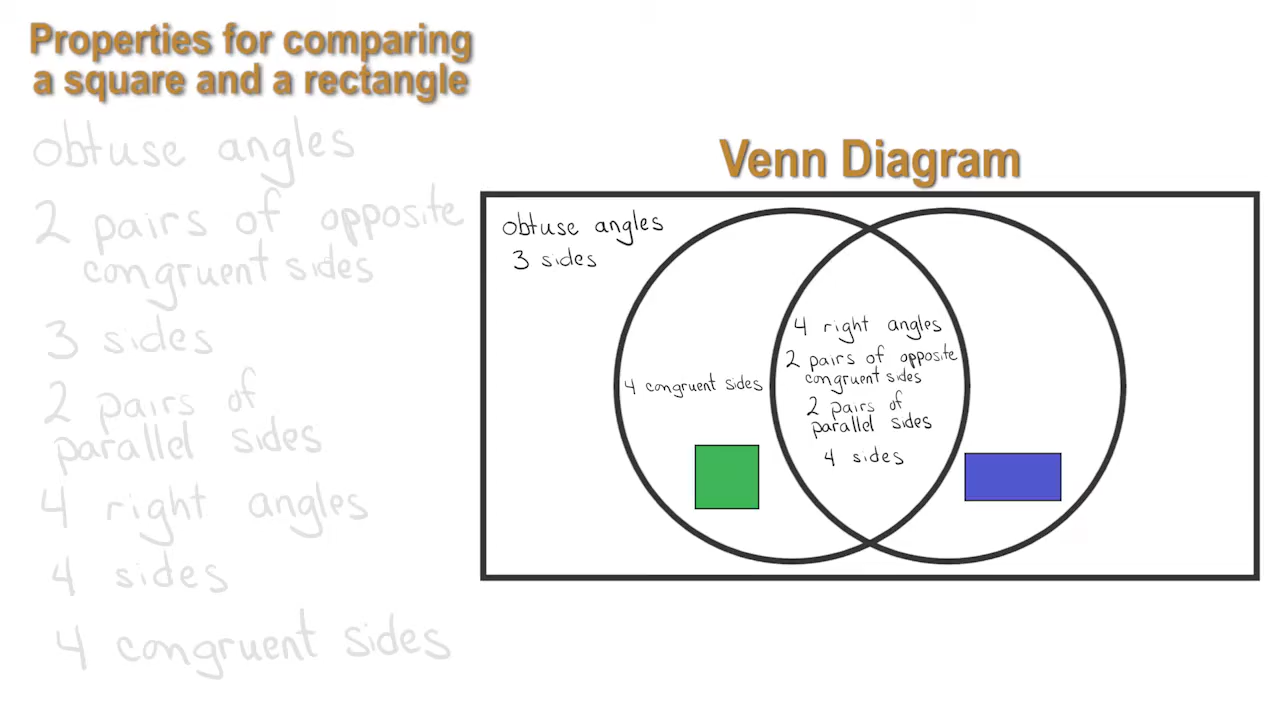 Properties for comparing
a square and a rectangle
obtuse angles
2 pairs of opposite
congruent sides
3 sides
2 pairs of
parallel sides
4 right angles
4 sides
4 congruent sides
Venn Diagram
obtuse angles
3 sides
4 congruent sides
4 right angles
2 pairs of opposite
congruent sides
2 pairs of
parallel sides
4 sides